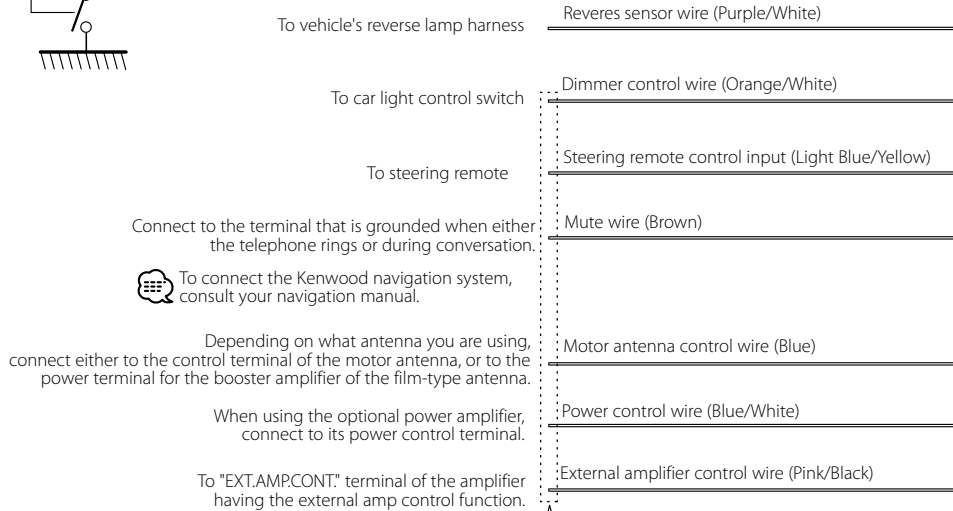 To vehicle's reverse lamp harness
Reveres sensor wire (Purple/White)
To car light control switch
Dimmer control wire (Orange/White)
To steering remote
Steering remote control input (Light Blue/Yellow)
Connect to the terminal that is grounded when either
the telephone rings or during conversation.
Mute wire (Brown)
To connect the Kenwood navigation system,
consult your navigation manual.
Depending on what antenna you are using,
connect either to the control terminal of the motor antenna, or to the
power terminal for the booster amplifier of the film-type antenna.
Motor antenna control wire (Blue)
When using the optional power amplifier,
connect to its power control terminal.
Power control wire (Blue/White)
To "EXT.AMP.CONT." terminal of the amplifier
having the external amp control function.
External amplifier control wire (Pink/Black)